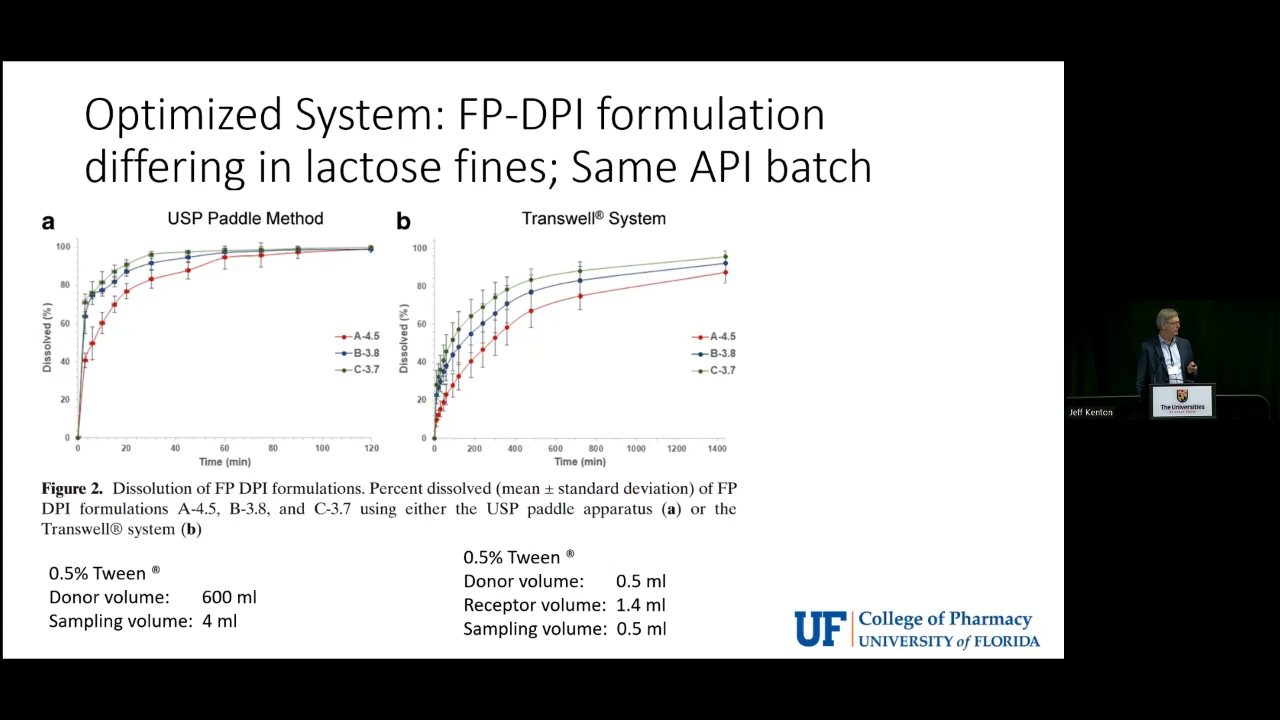 Optimized System: FP-DPI formulation
differing in lactose fines; Same API batch
a
USP Paddle Method
100
80
60
40
20
0
Dissolved (%)
0 20 40 60 80 100 120
Time (min)
A-4.5
B-3.8
C-3.7
b
Transwell® System
100
80
60
40
20
0
Dissolved (%)
0 200 400 600 800 1000 1200 1400
Time (min)
A-4.5
B-3.8
C-3.7
Figure 2. Dissolution of FP DPI formulations. Percent dissolved (mean ± standard deviation) of FP
DPI formulations A-4.5, B-3.8, and C-3.7 using either the USP paddle apparatus (a) or the
Transwell® system (b)
0.5% Tween ®
Donor volume: 600 ml
Sampling volume: 4 ml
0.5% Tween ®
Donor volume: 0.5 ml
Receptor volume: 1.4 ml
Sampling volume: 0.5 ml
UF College of Pharmacy
UNIVERSITY of FLORIDA
Jeff Kenton
The Universities